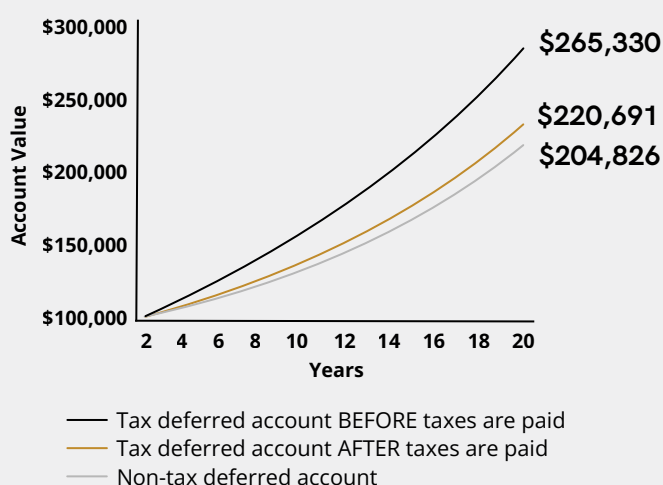 $300,000
$265,330
$250,000
$220,691
$200,000
$204,826
$150,000
$100,000
Account Value
2 4 6 8 10 12 14 16 18 20
Years
Tax deferred account BEFORE taxes are paid
Tax deferred account AFTER taxes are paid
Non-tax deferred account